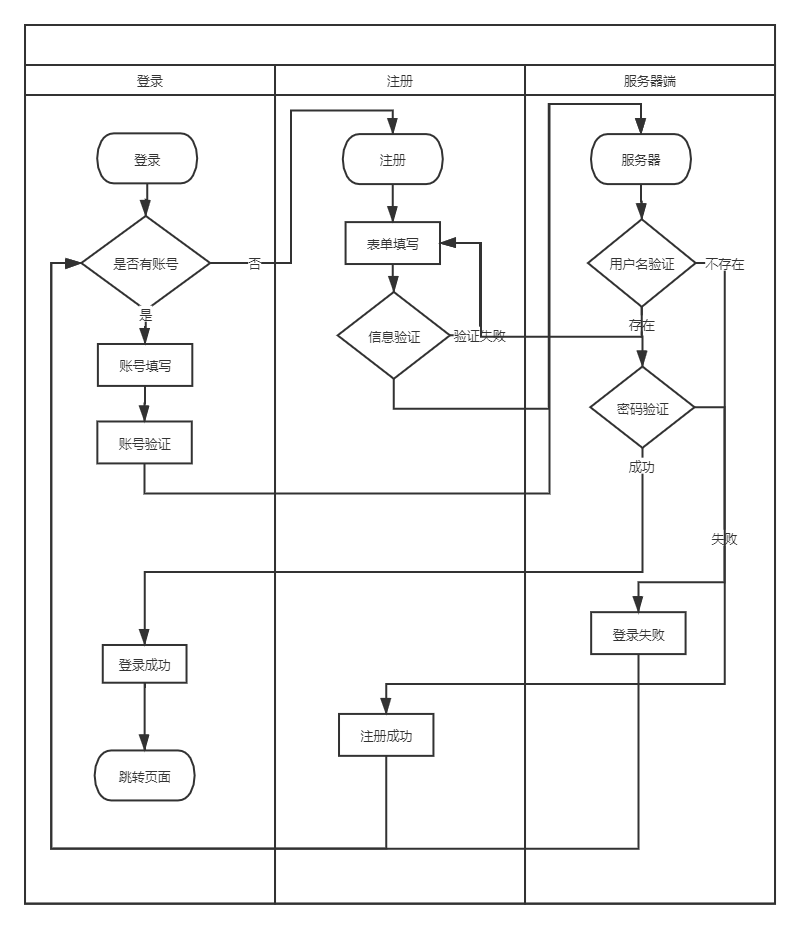 登录
注册
服务器端
登录
注册
服务器
表单填写
是否有账号
否
用户名验证
不存在
是
存在
信息验证
验证失败
账号填写
密码验证
账号验证
成功
失败
登录失败
登录成功
注册成功
跳转页面